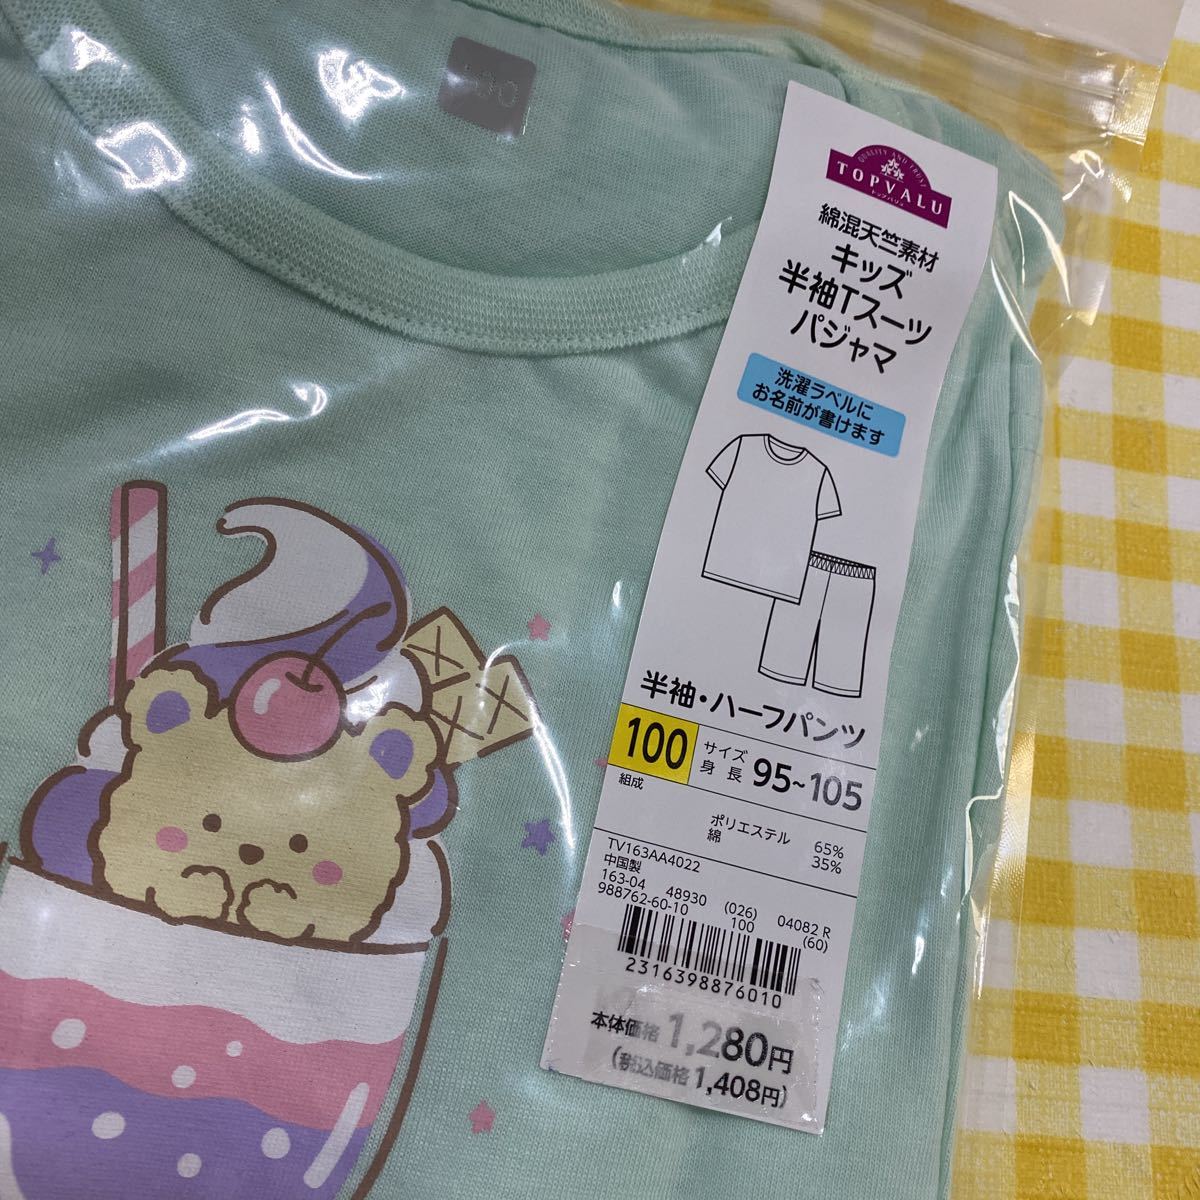 100
QUALITY AND TRUST
TOPVALU
トップバリュ
綿混天竺素材
キッズ
半袖Tスーツ
パジャマ
洗濯ラベルに
お名前が書けます
半袖・ハーフパンツ
100 サイズ 身長 95~105
組成
ポリエステル 65%
綿 35%
TV163AA4022
中国製
163-04 48930 (026) 04082 R
988762-60-10 100 (60)
2316398876010
本体価格 1,280円
(税込価格 1,408円)